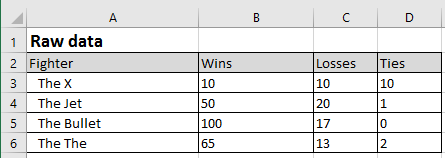 A B C D
1 Raw data
2 Fighter Wins Losses Ties
3 The X 10 10 10
4 The Jet 50 20 1
5 The Bullet 100 17 0
6 The The 65 13 2